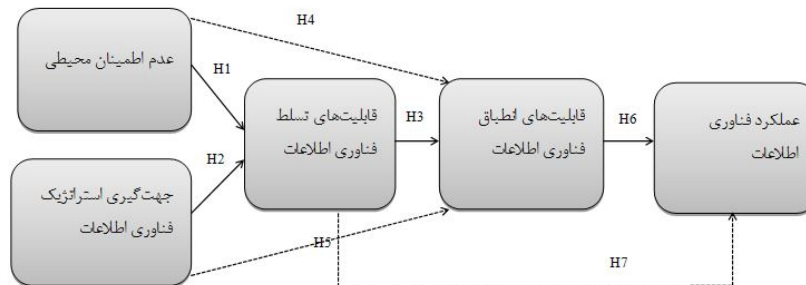 H4
عدم اطمینان محیطی
H1
قابلیت‌های تسلط
فناوری اطلاعات
H3
قابلیت‌های انطباق
فناوری اطلاعات
H6
عملکرد فناوری
اطلاعات
H2
جهت‌گیری استراتژیک
فناوری اطلاعات
H5
H7